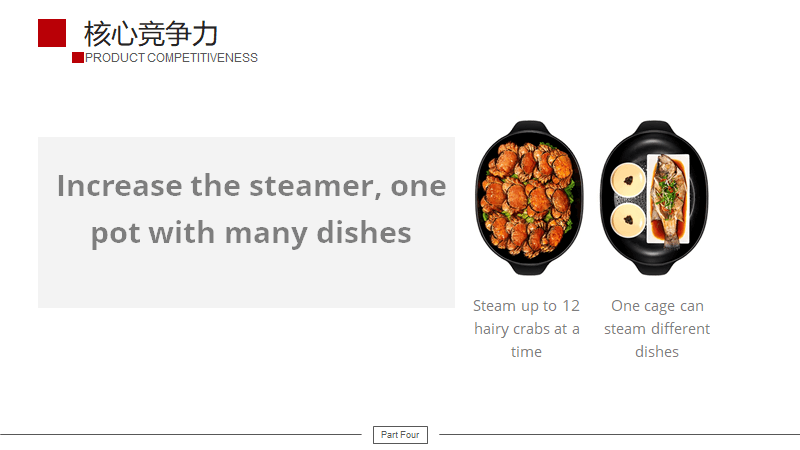 核心竞争力
PRODUCT COMPETITIVENESS
Increase the steamer, one
pot with many dishes
Steam up to 12
hairy crabs at a
time
One cage can
steam different
dishes
Part Four